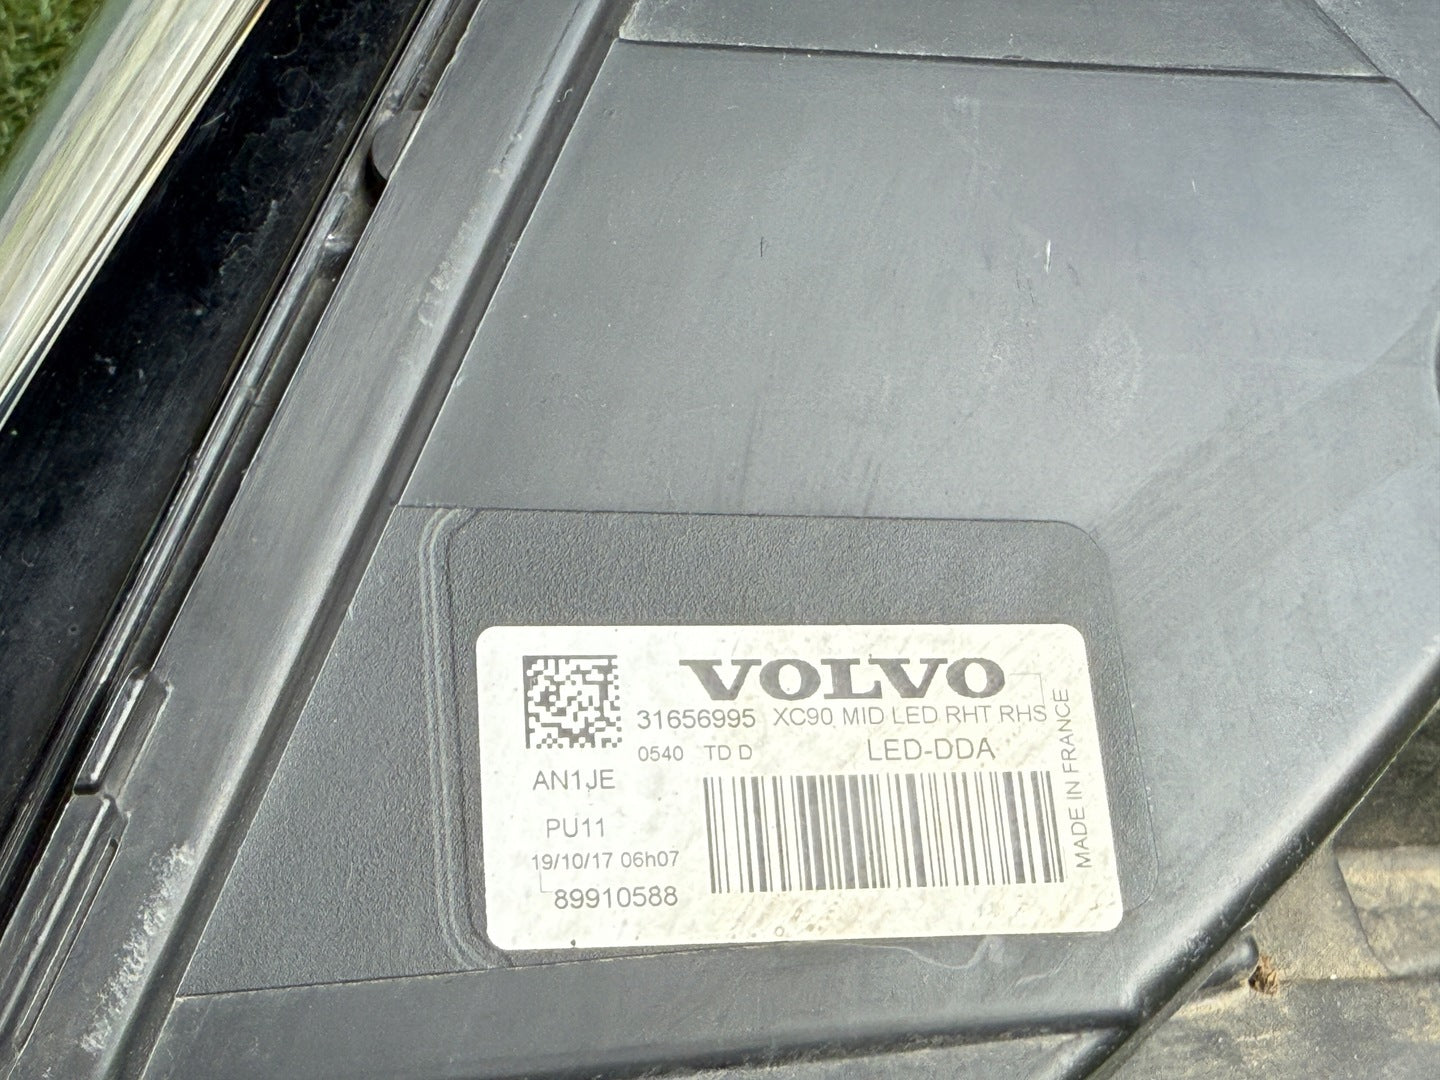 VOLVO
31656995 XC90 MID LED RHT RHS
0540 TD D LED-DDA
AN1JE
PU11
19/10/17 06h07
89910588
MADE IN FRANCE